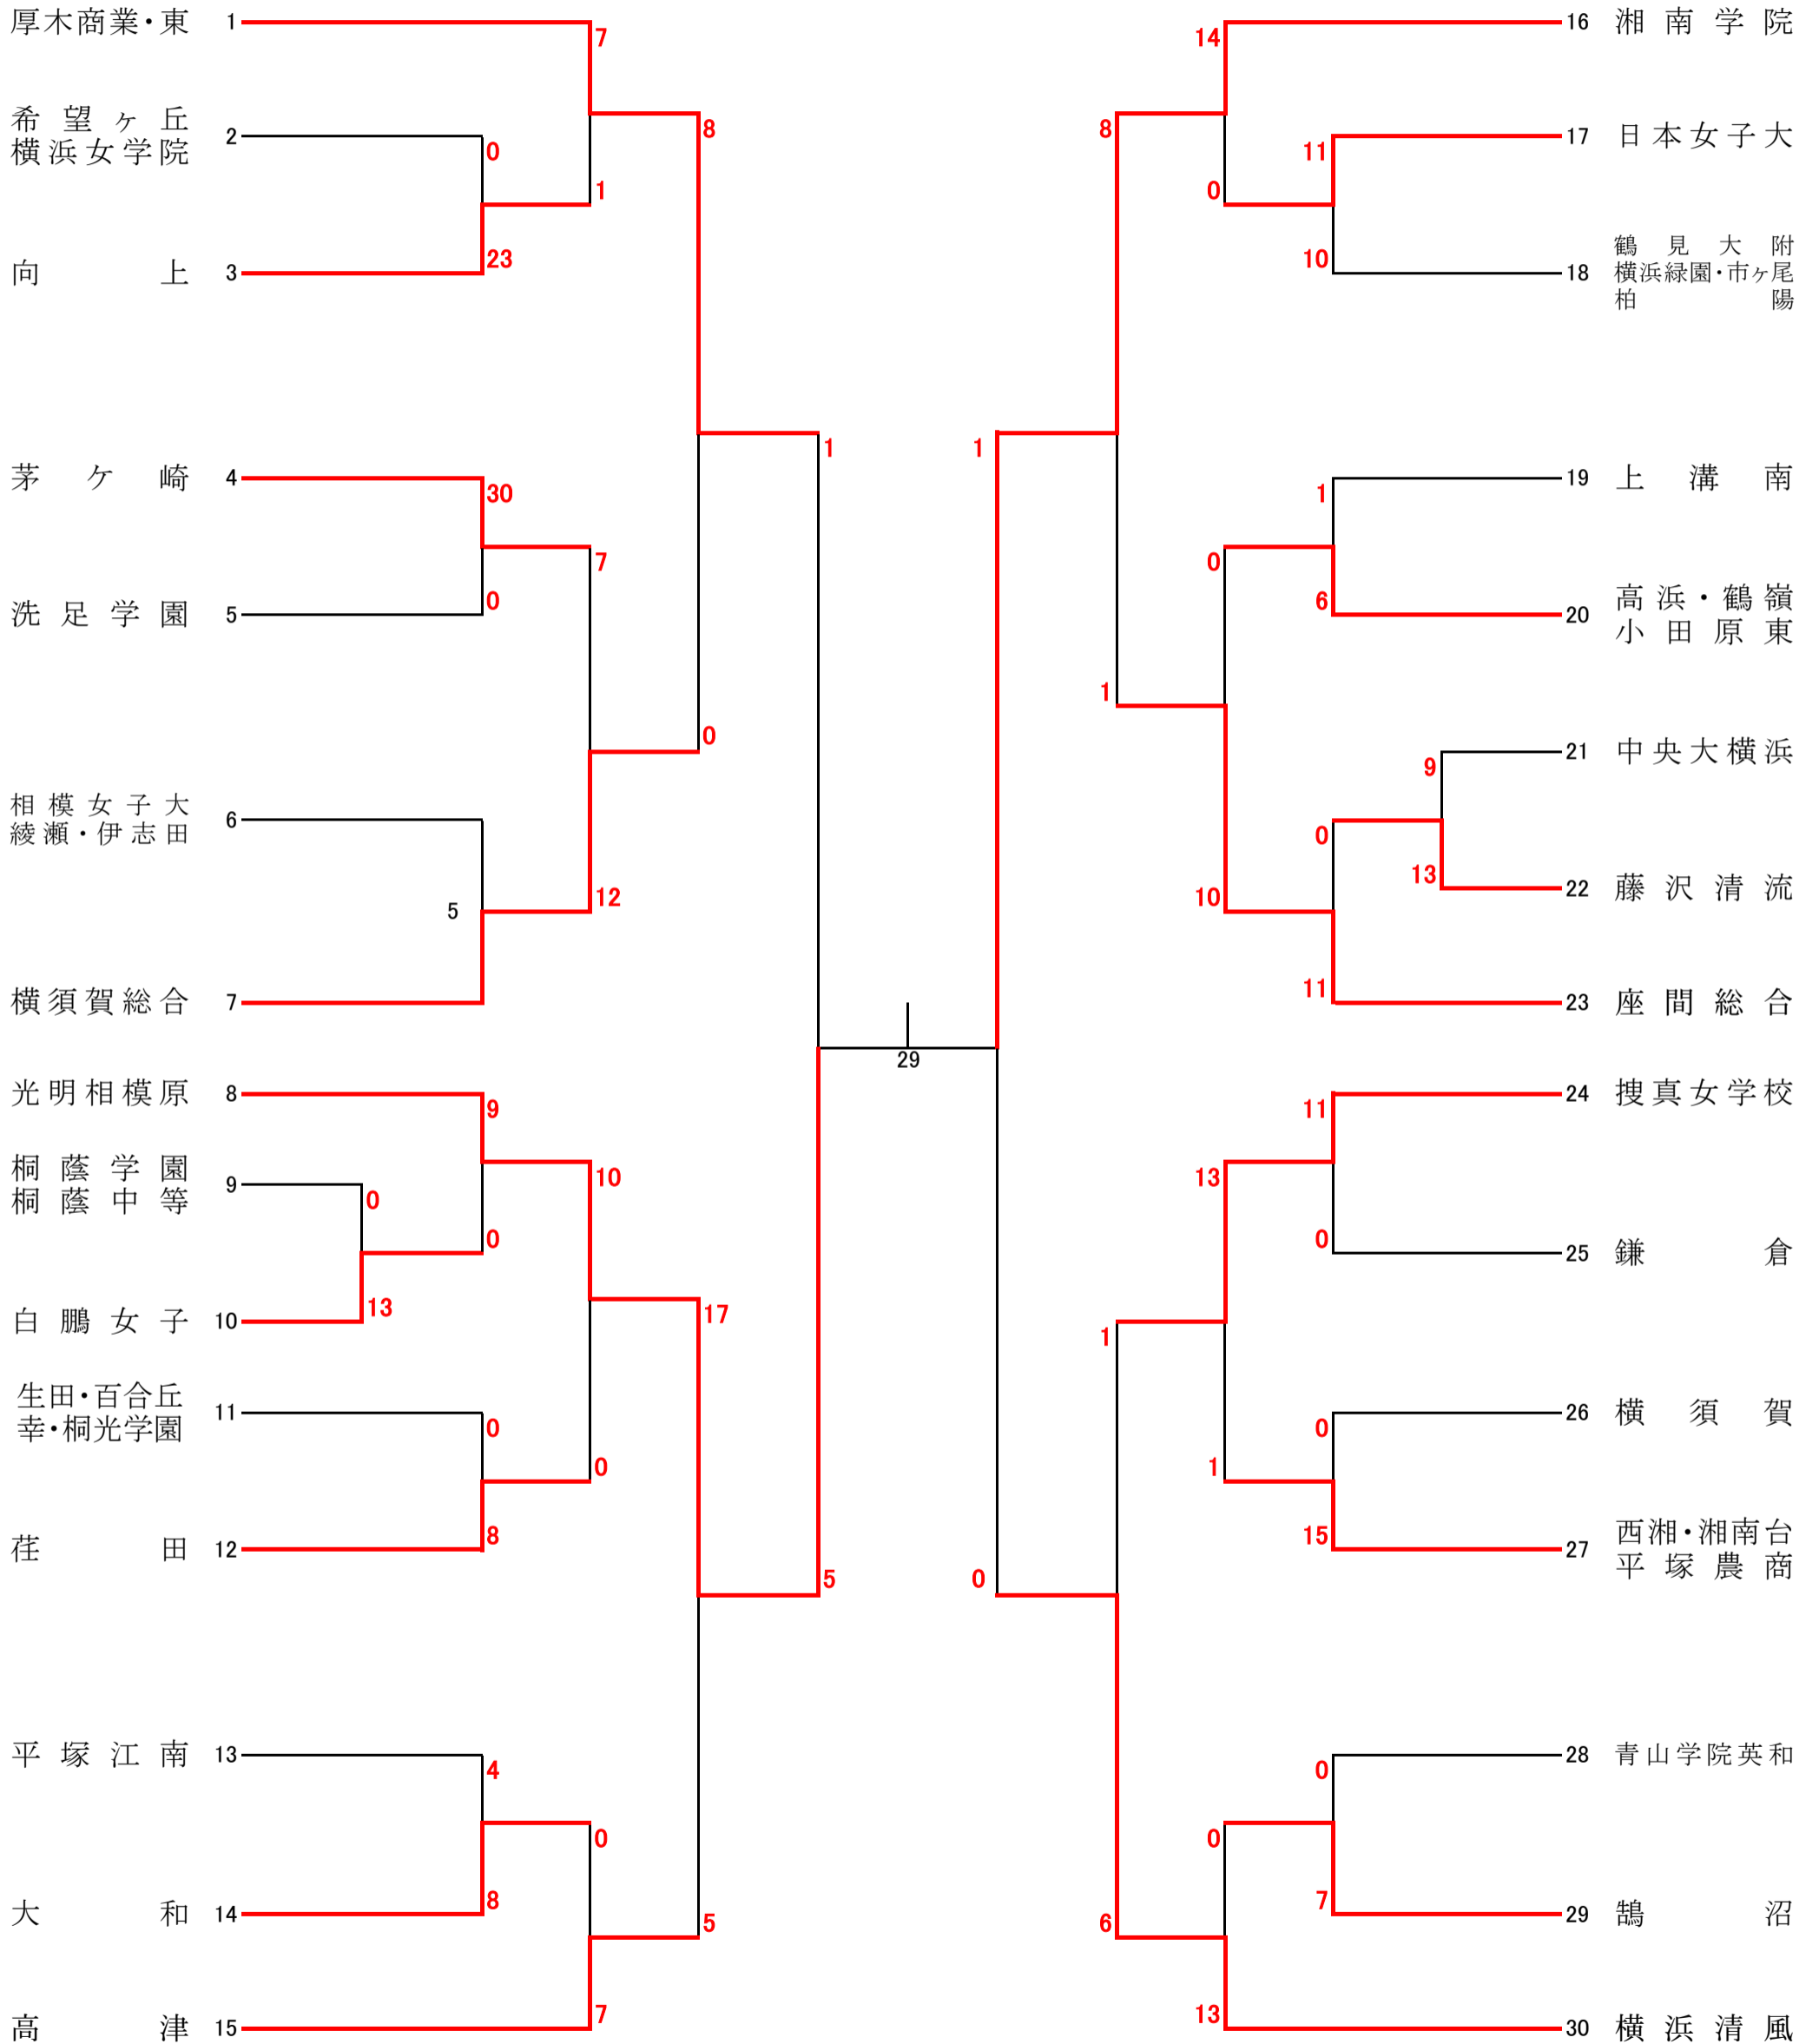 厚木商業・東 1
希望ヶ丘
横浜女学院 2
向上 3
茅ケ崎 4
洗足学園 5
相模女子大
綾瀬・伊志田 6
横須賀総合 7
光明相模原 8
桐蔭学園
桐蔭中等 9
白鵬女子 10
生田・百合丘
幸・桐光学園 11
荏田 12
平塚江南 13
大和 14
高津 15
7
0
1
23
8
30
7
0
0
5
12
1
9
10
0
0
13
17
0
0
8
5
4
0
8
5
7
29
14
8
11
0
10
1
1
0
6
1
9
0
13
10
11
11
13
0
1
0
1
15
0
0
0
7
6
13
16 湘南学院
17 日本女子大
18 鶴見大附
横浜緑園・市ヶ尾
柏陽
19 上溝南
20 高浜・鶴嶺
小田原東
21 中央大横浜
22 藤沢清流
23 座間総合
24 捜真女学校
25 鎌倉
26 横須賀
27 西湘・湘南台
平塚農商
28 青山学院英和
29 鵠沼
30 横浜清風